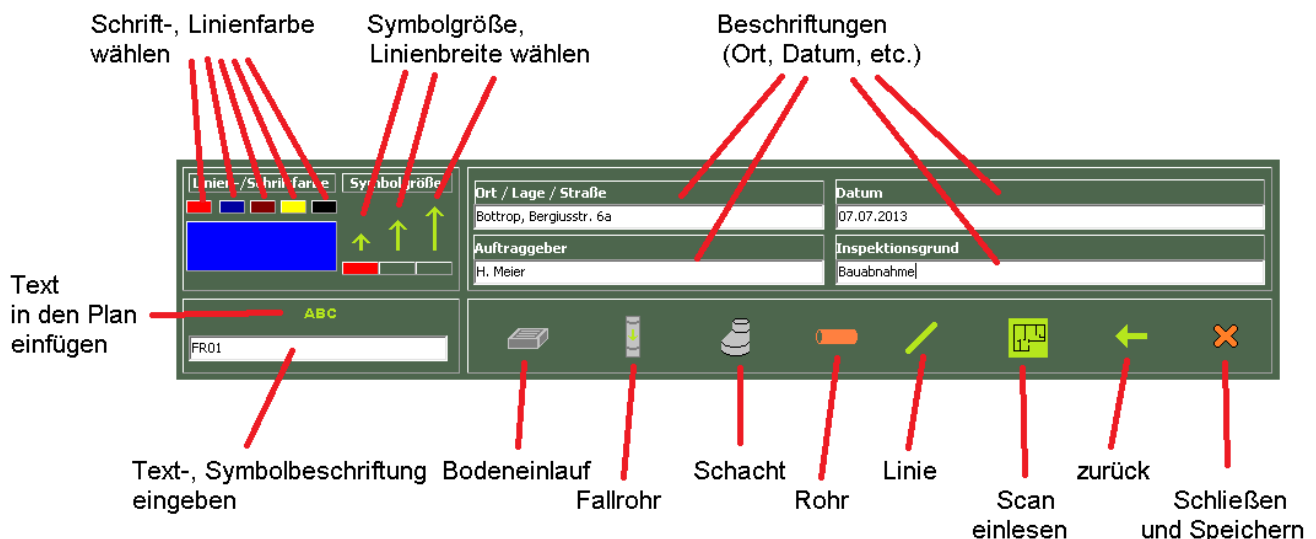 Schrift-, Linienfarbe
wählen
Symbolgröße,
Linienbreite wählen
Beschriftungen
(Ort, Datum, etc.)
Linien-/Schriftfarbe
Symbolgröße
Ort / Lage / Straße
Datum
Bottrop, Bergiusstr. 6a
07.07.2013
Auftraggeber
Inspektionsgrund
H. Meier
Bauabnahme
Text
in den Plan
einfügen
ABC
FR01
Text-, Symbolbeschriftung
eingeben
Bodeneinlauf
Fallrohr
Schacht
Rohr
Linie
Scan
einlesen
zurück
Schließen
und Speichern